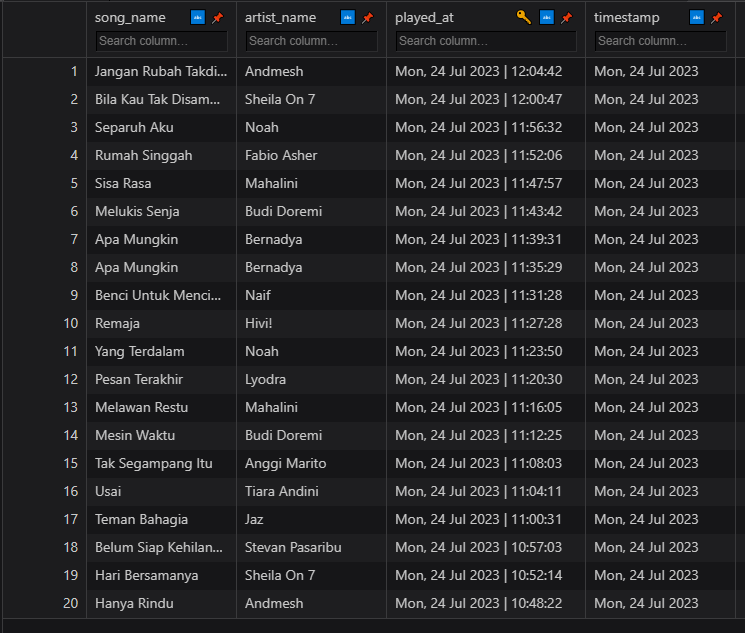 song_name artist_name played_at timestamp
Search column... Search column... Search column... Search column...
1 Jangan Rubah Takdi... Andmesh Mon, 24 Jul 2023 | 12:04:42 Mon, 24 Jul 2023
2 Bila Kau Tak Disam... Sheila On 7 Mon, 24 Jul 2023 | 12:00:47 Mon, 24 Jul 2023
3 Separuh Aku Noah Mon, 24 Jul 2023 | 11:56:32 Mon, 24 Jul 2023
4 Rumah Singgah Fabio Asher Mon, 24 Jul 2023 | 11:52:06 Mon, 24 Jul 2023
5 Sisa Rasa Mahalini Mon, 24 Jul 2023 | 11:47:57 Mon, 24 Jul 2023
6 Melukis Senja Budi Doremi Mon, 24 Jul 2023 | 11:43:42 Mon, 24 Jul 2023
7 Apa Mungkin Bernadya Mon, 24 Jul 2023 | 11:39:31 Mon, 24 Jul 2023
8 Apa Mungkin Bernadya Mon, 24 Jul 2023 | 11:35:29 Mon, 24 Jul 2023
9 Benci Untuk Menci... Naif Mon, 24 Jul 2023 | 11:31:28 Mon, 24 Jul 2023
10 Remaja Hivi! Mon, 24 Jul 2023 | 11:27:28 Mon, 24 Jul 2023
11 Yang Terdalam Noah Mon, 24 Jul 2023 | 11:23:50 Mon, 24 Jul 2023
12 Pesan Terakhir Lyodra Mon, 24 Jul 2023 | 11:20:30 Mon, 24 Jul 2023
13 Melawan Restu Mahalini Mon, 24 Jul 2023 | 11:16:05 Mon, 24 Jul 2023
14 Mesin Waktu Budi Doremi Mon, 24 Jul 2023 | 11:12:25 Mon, 24 Jul 2023
15 Tak Segampang Itu Anggi Marito Mon, 24 Jul 2023 | 11:08:03 Mon, 24 Jul 2023
16 Usai Tiara Andini Mon, 24 Jul 2023 | 11:04:11 Mon, 24 Jul 2023
17 Teman Bahagia Jaz Mon, 24 Jul 2023 | 11:00:31 Mon, 24 Jul 2023
18 Belum Siap Kehilan... Stevan Pasaribu Mon, 24 Jul 2023 | 10:57:03 Mon, 24 Jul 2023
19 Hari Bersamanya Sheila On 7 Mon, 24 Jul 2023 | 10:52:14 Mon, 24 Jul 2023
20 Hanya Rindu Andmesh Mon, 24 Jul 2023 | 10:48:22 Mon, 24 Jul 2023